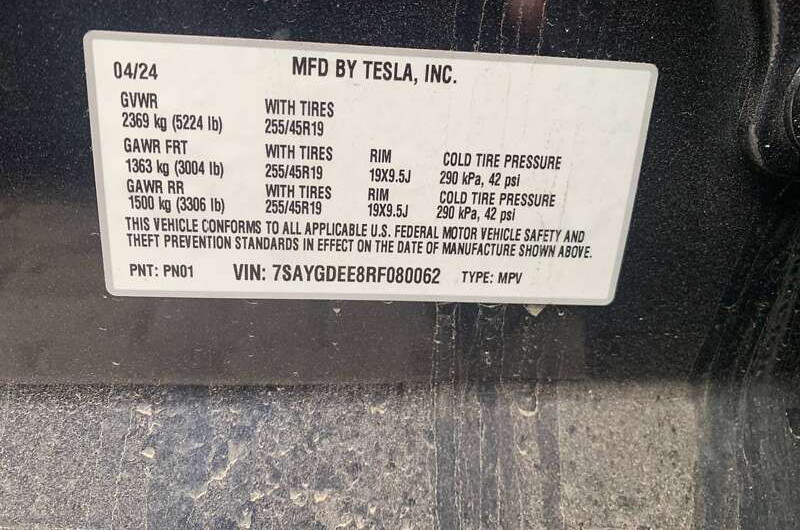 04/24 MFD BY TESLA, INC.
GVWR WITH TIRES
2369 kg (5224 lb) 255/45R19
GAWR FRT WITH TIRES RIM COLD TIRE PRESSURE
1363 kg (3004 lb) 255/45R19 19X9.5J 290 kPa, 42 psi
GAWR RR WITH TIRES RIM COLD TIRE PRESSURE
1500 kg (3306 lb) 255/45R19 19X9.5J 290 kPa, 42 psi
THIS VEHICLE CONFORMS TO ALL APPLICABLE U.S. FEDERAL MOTOR VEHICLE SAFETY AND
THEFT PREVENTION STANDARDS IN EFFECT ON THE DATE OF MANUFACTURE SHOWN ABOVE.
PNT: PN01 VIN: 7SAYGDEE8RF080062 TYPE: MPV